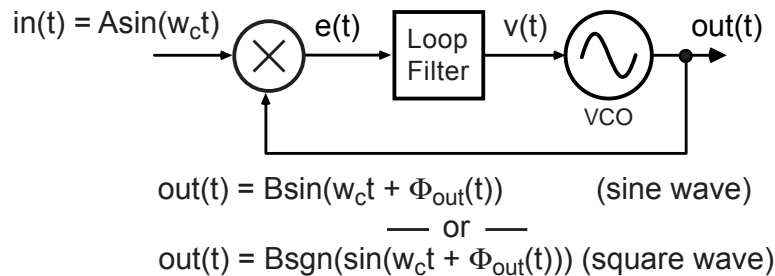 in(t) = Asin(w_ct)
e(t)
Loop
Filter
v(t)
out(t)
VCO
out(t) = Bsin(w_ct + Φ_out(t)) (sine wave)
— or —
out(t) = Bsgn(sin(w_ct + Φ_out(t))) (square wave)